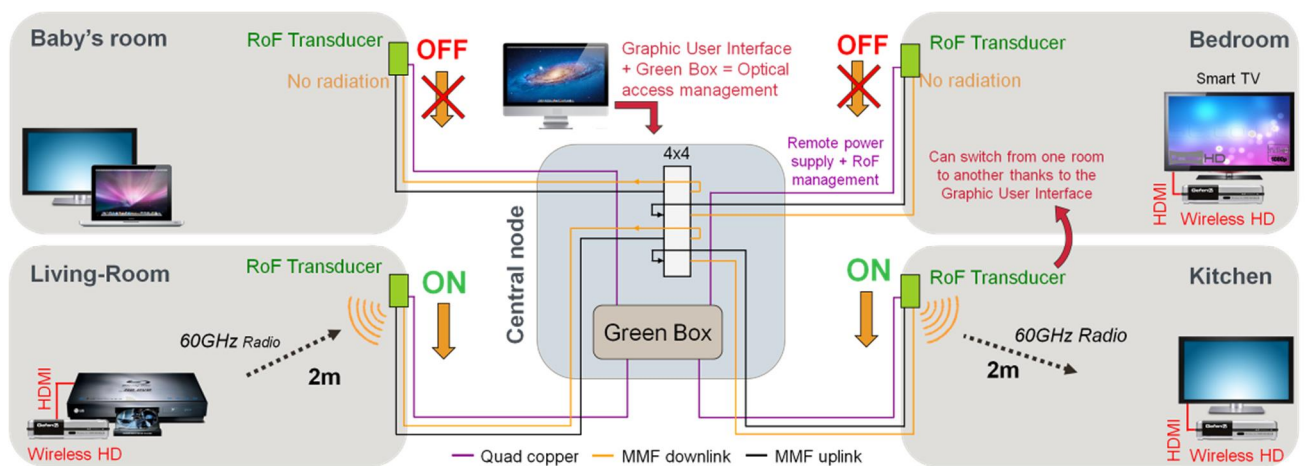 Baby's room
RoF Transducer
OFF
No radiation
Graphic User Interface
+ Green Box = Optical
access management
OFF
RoF Transducer
No radiation
Bedroom
Smart TV
4x4
Remote power
supply + RoF
management
Can switch from one room
to another thanks to the
Graphic User Interface
HDMI
Wireless HD
Central node
Living-Room
RoF Transducer
ON
60GHz Radio
2m
HDMI
Wireless HD
Green Box
ON
RoF Transducer
Kitchen
60GHz Radio
2m
HDMI
Wireless HD
Quad copper
MMF downlink
MMF uplink